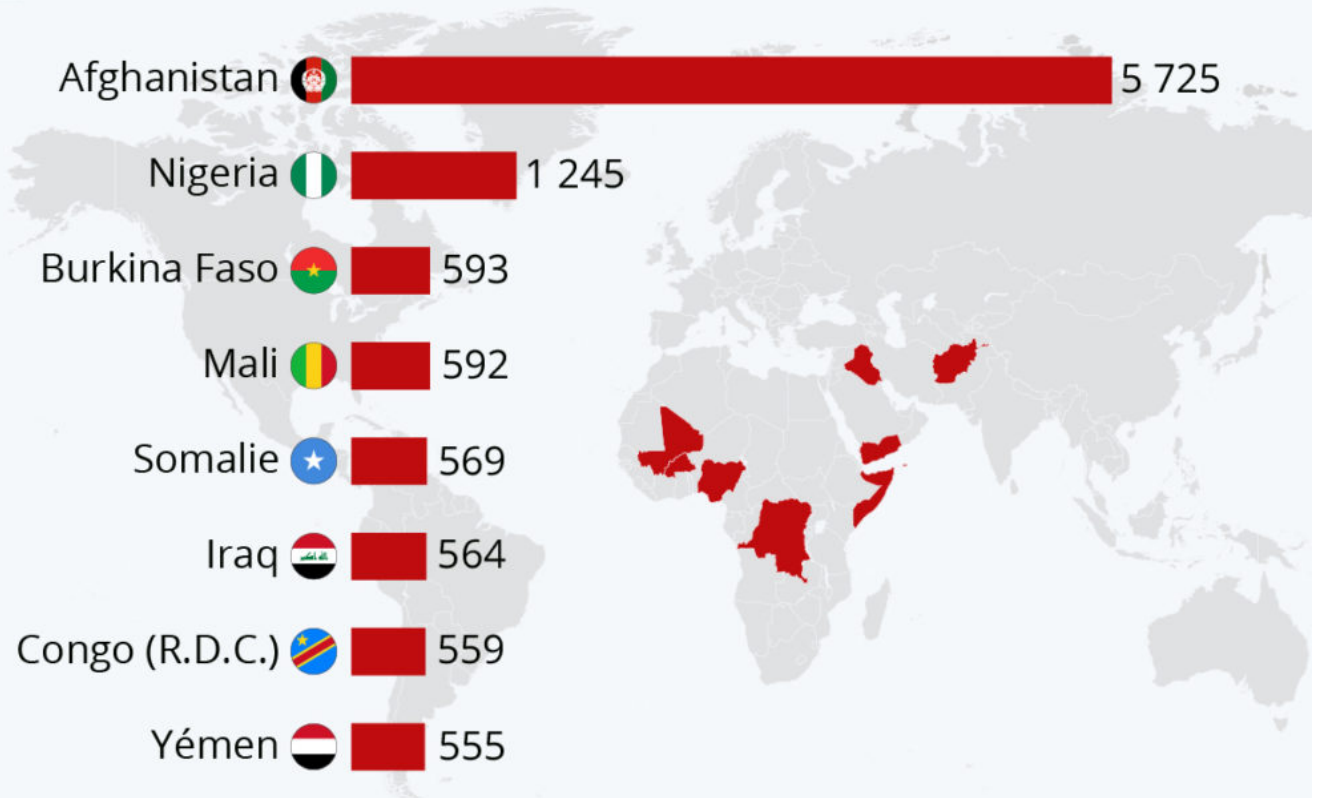 Afghanistan 5 725
Nigeria 1 245
Burkina Faso 593
Mali 592
Somalie 569
Iraq 564
Congo (R.D.C.) 559
Yémen 555